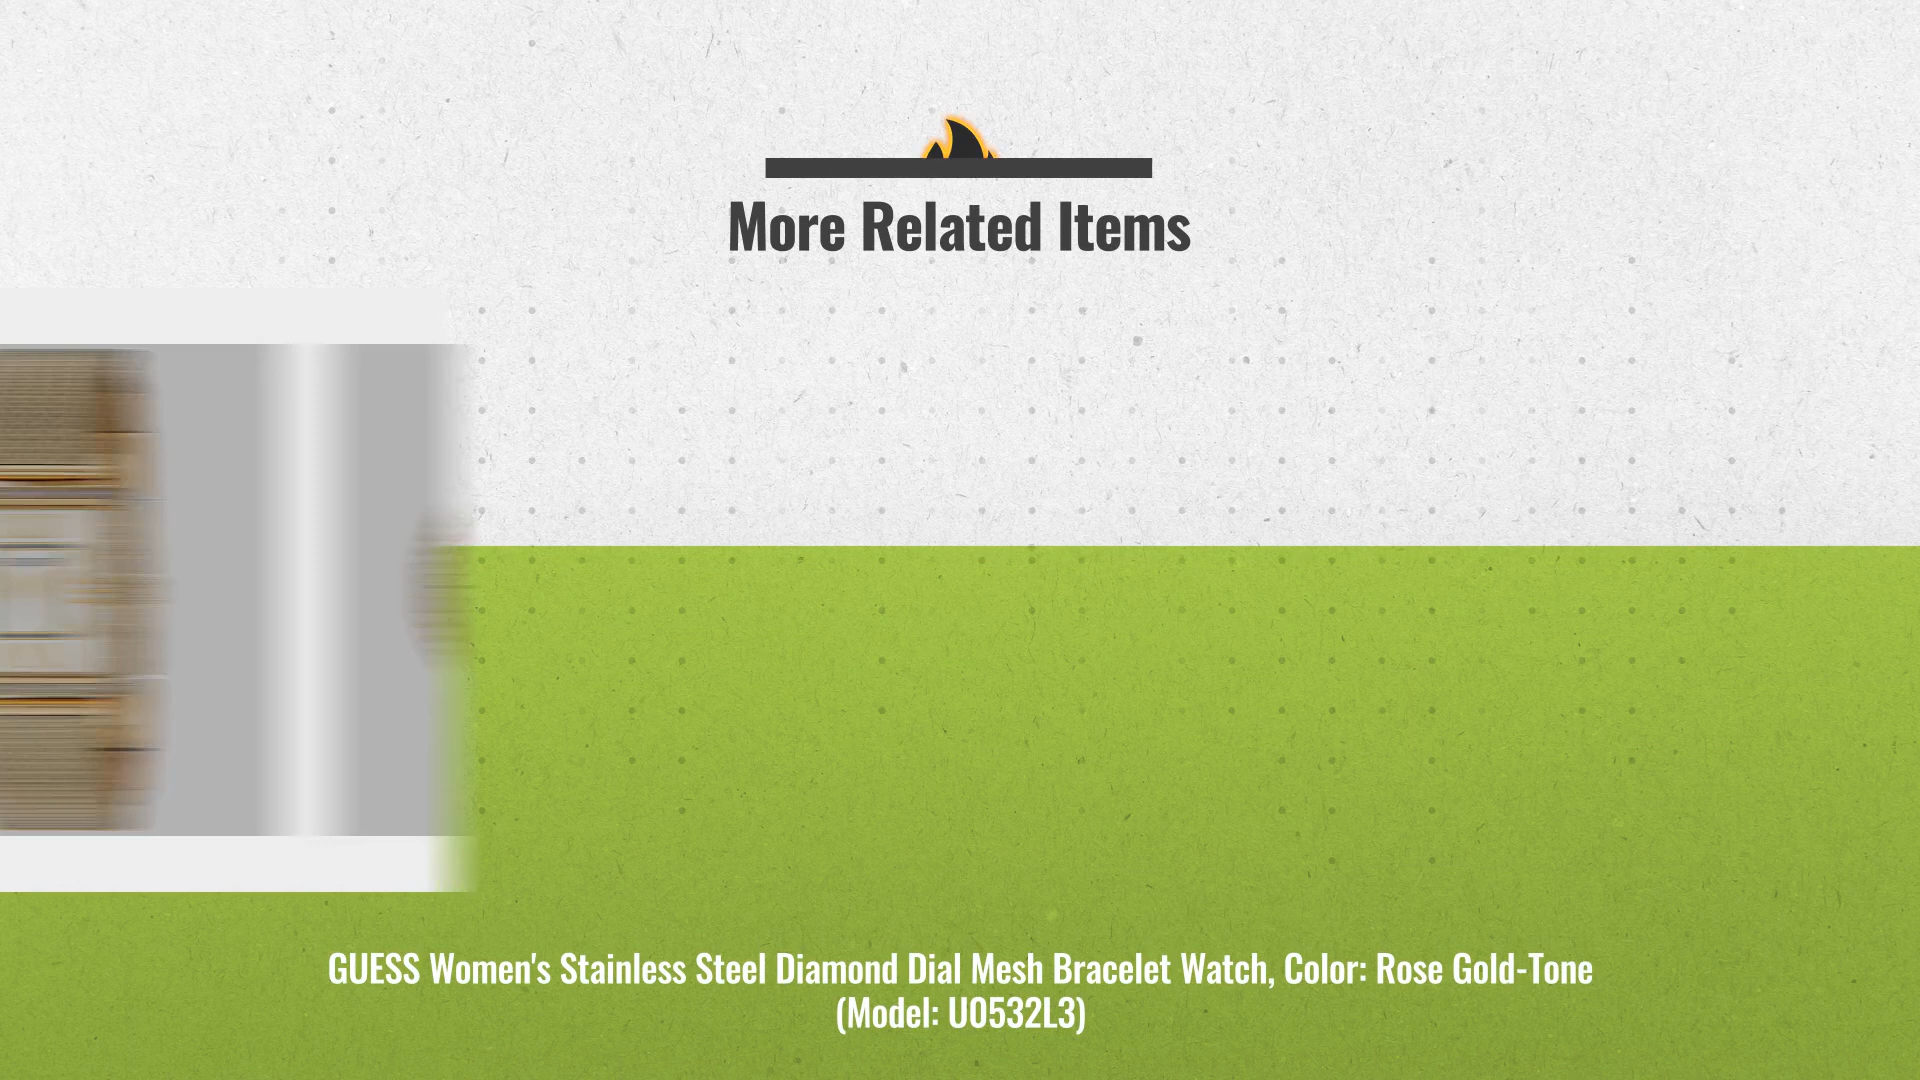 More Related Items
GUESS Women's Stainless Steel Diamond Dial Mesh Bracelet Watch, Color: Rose Gold-Tone
(Model: U0532L3)